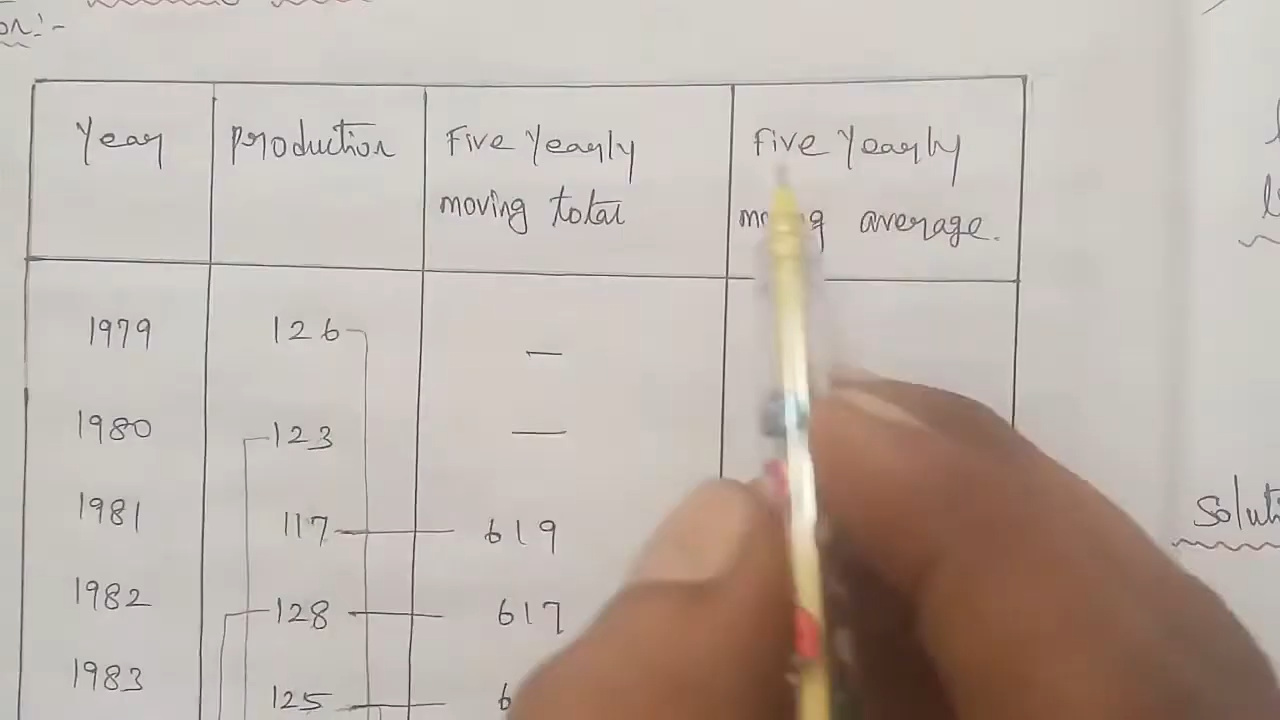 Year Production Five Yearly Five Yearly
moving total average.
1979 126 —
1980 123 —
1981 117 619
1982 128 617
1983 125 6